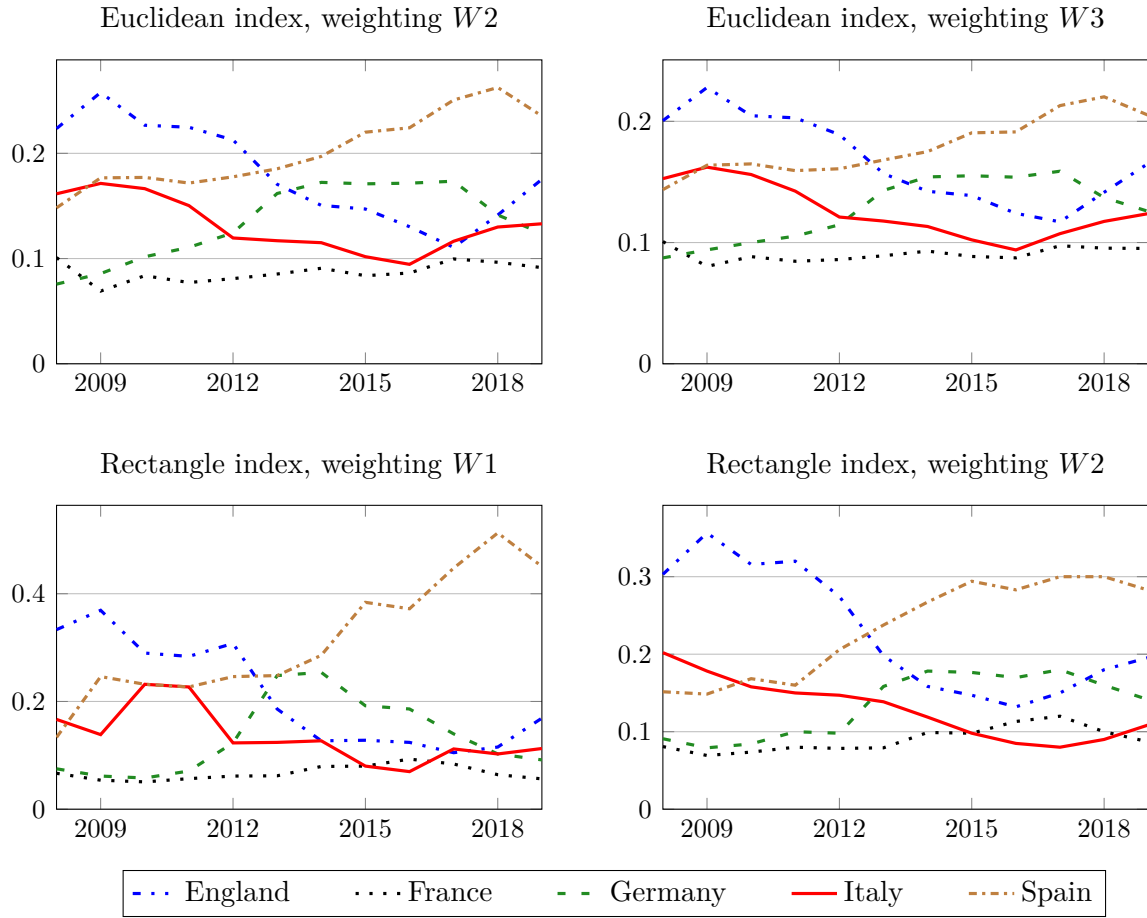 Euclidean index, weighting W2
0.2
0.1
0
2009 2012 2015 2018
Euclidean index, weighting W3
0.2
0.1
0
2009 2012 2015 2018
Rectangle index, weighting W1
0.4
0.2
0
2009 2012 2015 2018
Rectangle index, weighting W2
0.3
0.2
0.1
0
2009 2012 2015 2018
England France Germany Italy Spain